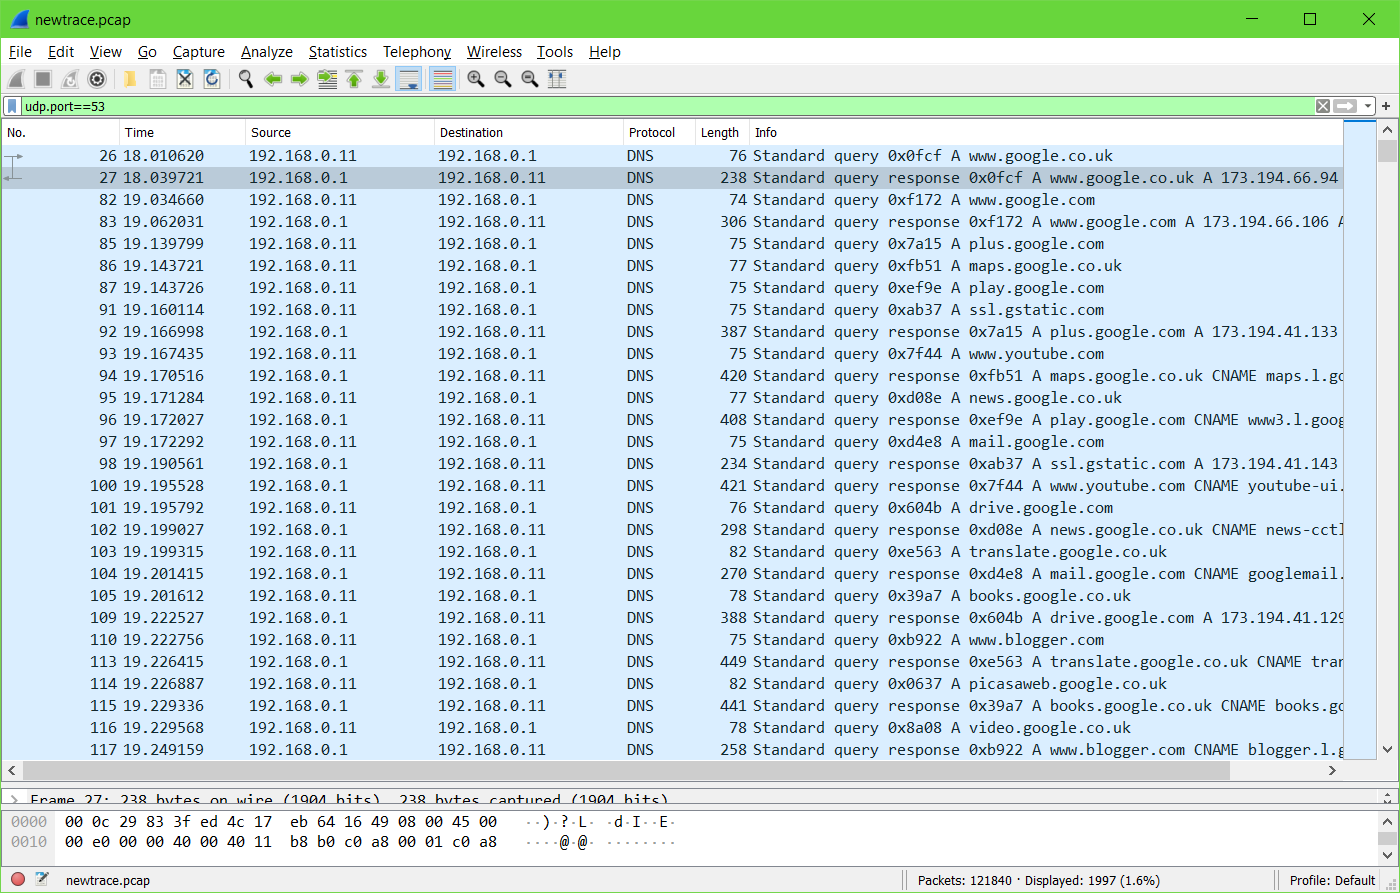 newtrace.pcap
File Edit View Go Capture Analyze Statistics Telephony Wireless Tools Help
udp.port==53
No. Time Source Destination Protocol Length Info
26 18.010620 192.168.0.11 192.168.0.1 DNS 76 Standard query 0x0fcf A www.google.co.uk
27 18.039721 192.168.0.1 192.168.0.11 DNS 238 Standard query response 0x0fcf A www.google.co.uk A 173.194.66.94
82 19.034660 192.168.0.11 192.168.0.1 DNS 74 Standard query 0xf172 A www.google.com
83 19.062031 192.168.0.1 192.168.0.11 DNS 306 Standard query response 0xf172 A www.google.com A 173.194.66.106 A
85 19.139799 192.168.0.11 192.168.0.1 DNS 75 Standard query 0x7a15 A plus.google.com
86 19.143721 192.168.0.11 192.168.0.1 DNS 77 Standard query 0xfb51 A maps.google.co.uk
87 19.143726 192.168.0.11 192.168.0.1 DNS 75 Standard query 0xef9e A play.google.com
91 19.160114 192.168.0.11 192.168.0.1 DNS 75 Standard query 0xab37 A ssl.gstatic.com
92 19.166998 192.168.0.1 192.168.0.11 DNS 387 Standard query response 0x7a15 A plus.google.com A 173.194.41.133
93 19.167435 192.168.0.11 192.168.0.1 DNS 75 Standard query 0x7f44 A www.youtube.com
94 19.170516 192.168.0.1 192.168.0.11 DNS 420 Standard query response 0xfb51 A maps.google.co.uk CNAME maps.l.go
95 19.171284 192.168.0.11 192.168.0.1 DNS 77 Standard query 0xd08e A news.google.co.uk
96 19.172027 192.168.0.1 192.168.0.11 DNS 408 Standard query response 0xef9e A play.google.com CNAME www3.l.goog
97 19.172292 192.168.0.11 192.168.0.1 DNS 75 Standard query 0xd4e8 A mail.google.com
98 19.190561 192.168.0.1 192.168.0.11 DNS 234 Standard query response 0xab37 A ssl.gstatic.com A 173.194.41.143
100 19.195528 192.168.0.1 192.168.0.11 DNS 421 Standard query response 0x7f44 A www.youtube.com CNAME youtube-ui.
101 19.195792 192.168.0.11 192.168.0.1 DNS 76 Standard query 0x604b A drive.google.com
102 19.199027 192.168.0.1 192.168.0.11 DNS 298 Standard query response 0xd08e A news.google.co.uk CNAME news-cctl
103 19.199315 192.168.0.11 192.168.0.1 DNS 82 Standard query 0xe563 A translate.google.co.uk
104 19.201415 192.168.0.1 192.168.0.11 DNS 270 Standard query response 0xd4e8 A mail.google.com CNAME googlemail.
105 19.201612 192.168.0.11 192.168.0.1 DNS 78 Standard query 0x39a7 A books.google.co.uk
109 19.222527 192.168.0.1 192.168.0.11 DNS 388 Standard query response 0x604b A drive.google.com A 173.194.41.129
110 19.222756 192.168.0.11 192.168.0.1 DNS 75 Standard query 0xb922 A www.blogger.com
113 19.226415 192.168.0.1 192.168.0.11 DNS 449 Standard query response 0xe563 A translate.google.co.uk CNAME tran
114 19.226887 192.168.0.11 192.168.0.1 DNS 82 Standard query 0x0637 A picasaweb.google.co.uk
115 19.229336 192.168.0.1 192.168.0.11 DNS 441 Standard query response 0x39a7 A books.google.co.uk CNAME books.go
116 19.229568 192.168.0.11 192.168.0.1 DNS 78 Standard query 0x8a08 A video.google.co.uk
117 19.249159 192.168.0.1 192.168.0.11 DNS 258 Standard query response 0xb922 A www.blogger.com CNAME blogger.l.g
Frame 27: 238 bytes on wire (1904 bits), 238 bytes captured (1904 bits)
0000 00 0c 29 83 3f ed 4c 17 eb 64 16 49 08 00 45 00 ··)·?·L· ·d·I··E·
0010 00 e0 00 00 40 00 40 11 b8 b0 c0 a8 00 01 c0 a8 ····@·@· ········
newtrace.pcap Packets: 121840 · Displayed: 1997 (1.6%) Profile: Default